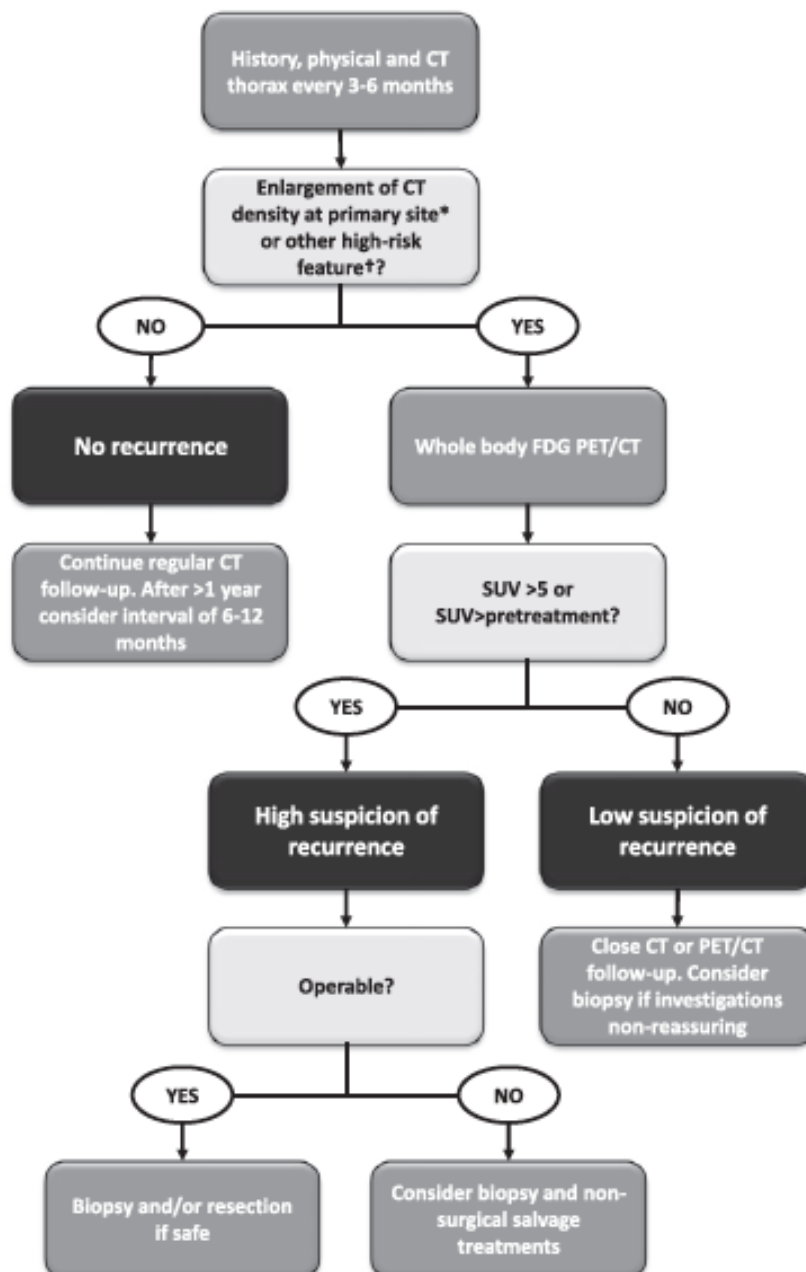 History, physical and CT
thorax every 3-6 months
Enlargement of CT
density at primary site*
or other high-risk
feature†?
NO
YES
No recurrence
Whole body FDG PET/CT
Continue regular CT
follow-up. After >1 year
consider interval of 6-12
months
SUV >5 or
SUV>pretreatment?
YES
NO
High suspicion of
recurrence
Low suspicion of
recurrence
Operable?
Close CT or PET/CT
follow-up. Consider
biopsy if investigations
non-reassuring
YES
NO
Biopsy and/or resection
if safe
Consider biopsy and non-
surgical salvage
treatments